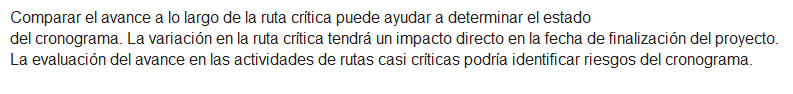 Comparar el avance a lo largo de la ruta crítica puede ayudar a determinar el estado
del cronograma. La variación en la ruta crítica tendrá un impacto directo en la fecha de finalización del proyecto.
La evaluación del avance en las actividades de rutas casi críticas podría identificar riesgos del cronograma.